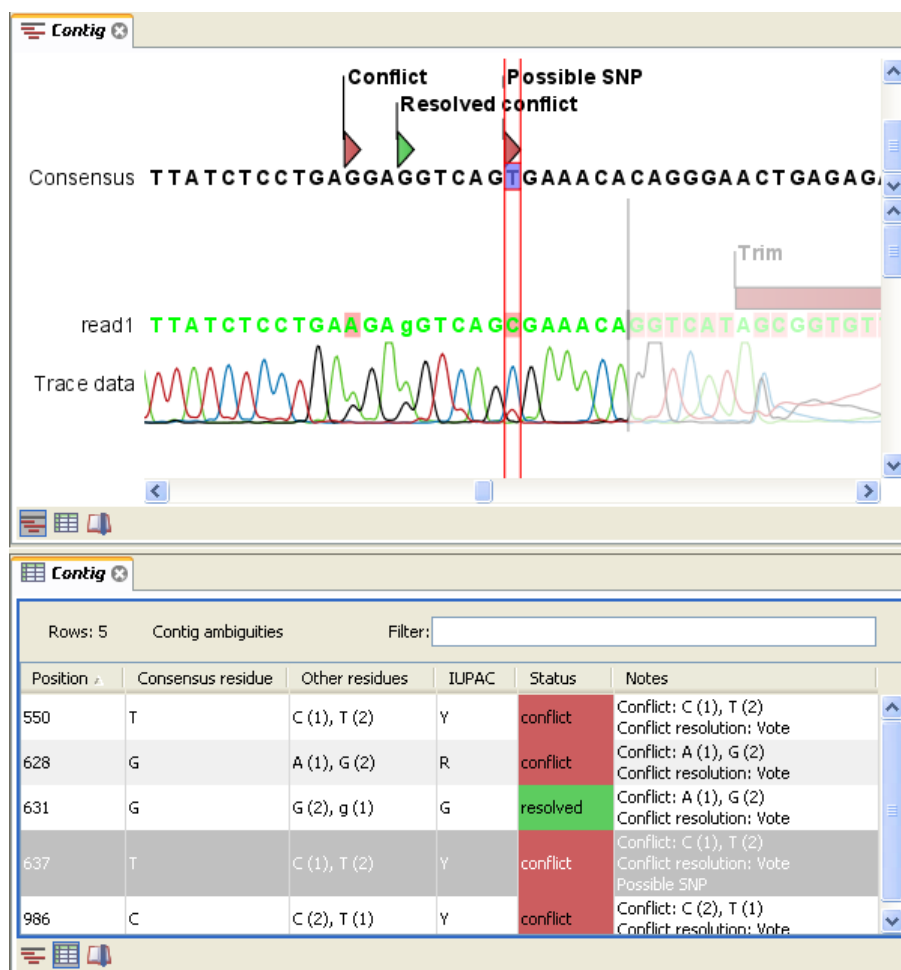 Contig
Conflict
Possible SNP
Resolved conflict
Consensus TTATCTCCTGAGGAGGTCAGTGAAACACAGGGAACTGAGAGA
Trim
read1 TTATCTCCTGAAGAgGTCAGCGAAACAGGTCATAGCGGTGT
Trace data
Contig
Rows: 5 Contig ambiguities Filter:
Position Consensus residue Other residues IUPAC Status Notes
550 T C (1), T (2) Y conflict Conflict: C (1), T (2)
Conflict resolution: Vote
628 G A (1), G (2) R conflict Conflict: A (1), G (2)
Conflict resolution: Vote
631 G G (2), g (1) G resolved Conflict: A (1), G (2)
Conflict resolution: Vote
637 T C (1), T (2) Y conflict Conflict: C (1), T (2)
Conflict resolution: Vote
Possible SNP
986 C C (2), T (1) Y conflict Conflict: C (2), T (1)
Conflict resolution: Vote